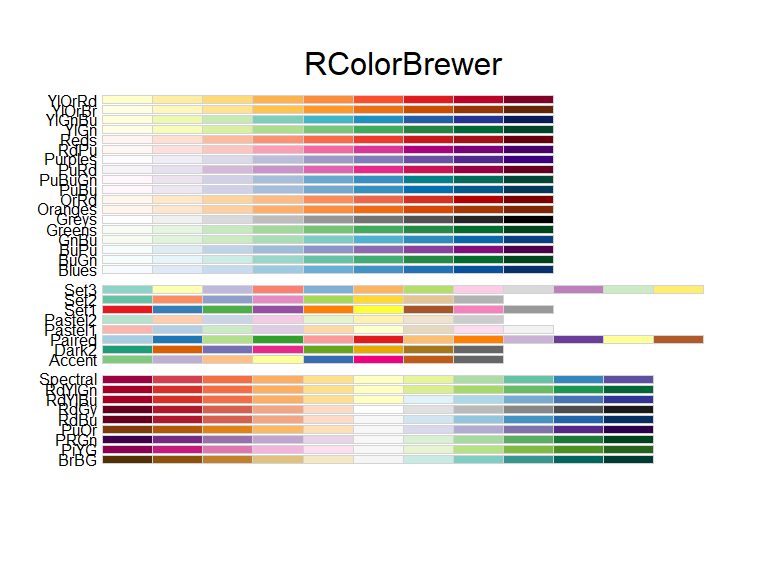 RColorBrewer
YlOrRd
YlOrBr
YlGnBu
YlGn
Reds
RdPu
Purples
PuRd
PuBuGn
PuBu
OrRd
Oranges
Greys
Greens
GnBu
BuPu
BuGn
Blues
Set3
Set2
Set1
Pastel2
Pastel1
Paired
Dark2
Accent
Spectral
RdYlGn
RdYlBu
RdGy
RdBu
PuOr
PRGn
PiYG
BrBG